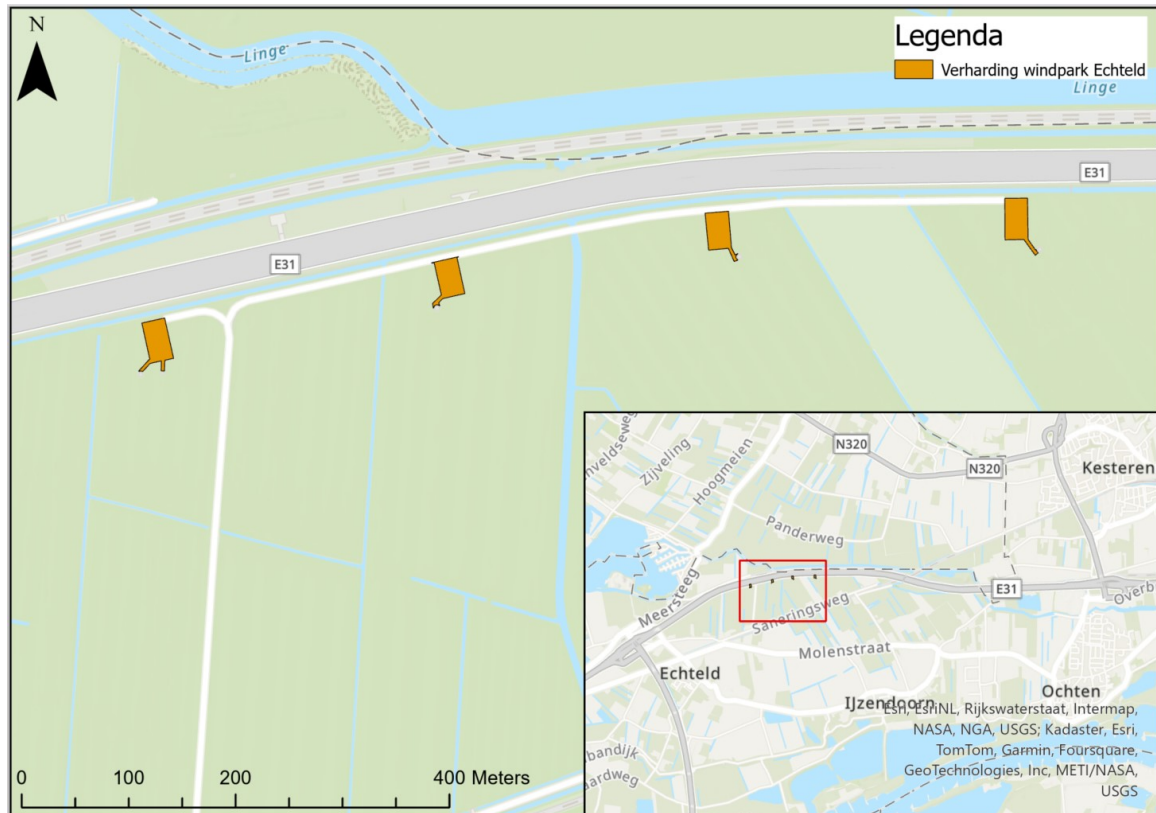 N
Linge
Legenda
Verharding windpark Echteld
Linge
E31
E31
0 100 200 400 Meters
Zijveling
Hoogmeien
N320
N320
Kesteren
Panderweg
Meersteeg
E31
Saneringsweg
Molenstraat
Echteld
IJzendoorn
Ochten
Esri, EsriNL, Rijkswaterstaat, Intermap,
NASA, NGA, USGS; Kadaster, Esri,
TomTom, Garmin, Foursquare,
GeoTechnologies, Inc, METI/NASA,
USGS